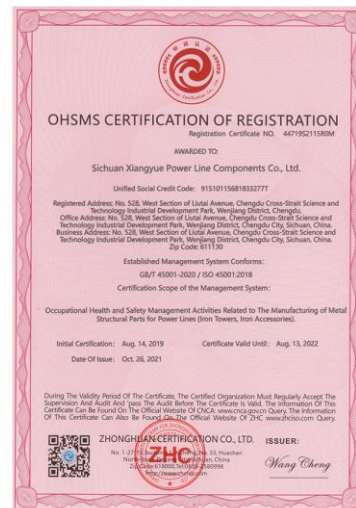 OHSMS CERTIFICATION OF REGISTRATION
Registration Certificate NO. 44719S2115R0M
AWARDED TO:
Sichuan Xiangyue Power Line Components Co., Ltd.
Unified Social Credit Code: 91510115681833277T
Registered Address: No. 528, West Section of Liutai Avenue, Chengdu Cross-Strait Science and
Technology Industrial Development Park, Wenjiang District, Chengdu.
Office Address: No. 528, West Section of Liutai Avenue, Chengdu Cross-Strait Science and
Technology Industrial Development Park, Wenjiang District, Chengdu City, Sichuan, China.
Business Address: No. 528, West Section of Liutai Avenue, Chengdu Cross-Strait Science and
Technology Industrial Development Park, Wenjiang District, Chengdu City, Sichuan, China.
Zip Code: 611130
Established Management System Conforms:
GB/T 45001-2020 / ISO 45001:2018
Certification Scope of the Management System:
Occupational Health and Safety Management Activities Related to The Manufacturing of Metal
Structural Parts for Power Lines (Iron Towers, Iron Accessories).
Initial Certification: Aug. 14, 2019 Certificate Valid Until: Aug. 13, 2022
Date Of Issue: Oct. 26, 2021
During The Validity Period Of The Certificate, The Certified Organization Must Regularly Accept The
Supervision And Audit And Pass The Audit Before The Certificate Is Valid. The Information Of This
Certificate Can Be Found On The Official Website Of CNCA: www.cnca.gov.cn Query. The Information
Of This Certificate Can Also Be Found On The Official Website Of ZHC www.zhciso.com Query.
ZHONGHUAN CERTIFICATION CO., LTD. ISSUER:
ZHC
Wang Cheng